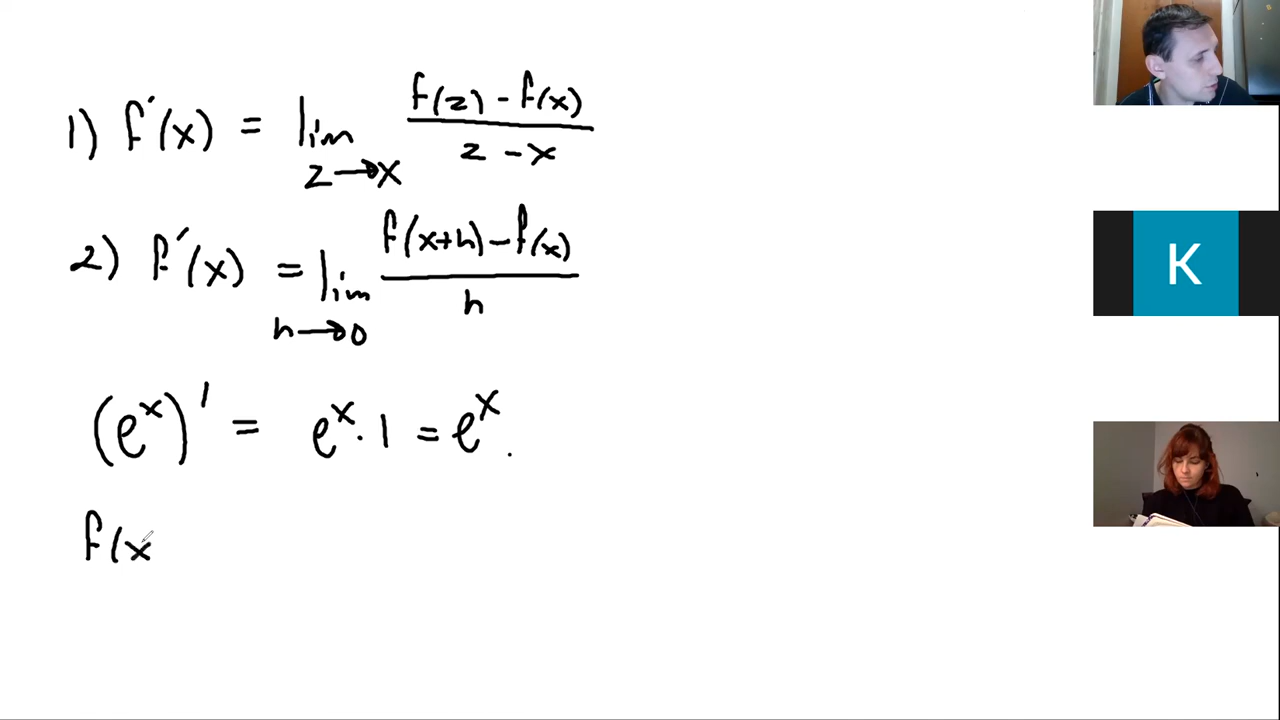 1) f'(x) = lim z→x (f(z) - f(x)) / (z - x)
2) f'(x) = lim h→0 (f(x+h) - f(x)) / h
(e^x)' = e^x · 1 = e^x.
f(x
K